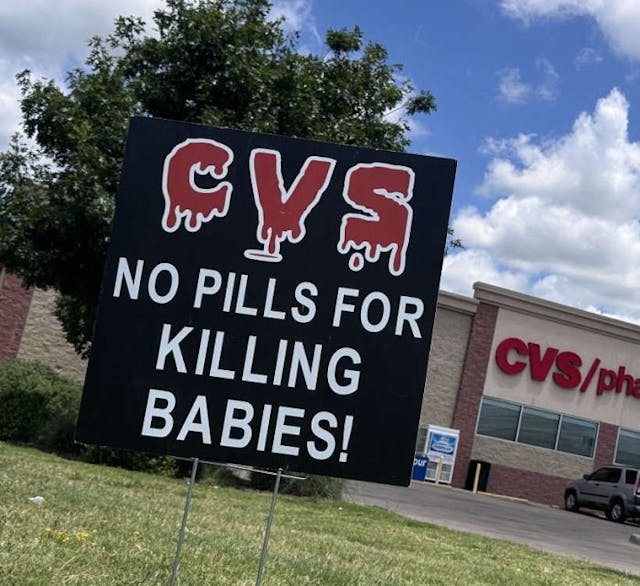 CVS
NO PILLS FOR
KILLING
BABIES!
CVS/pha